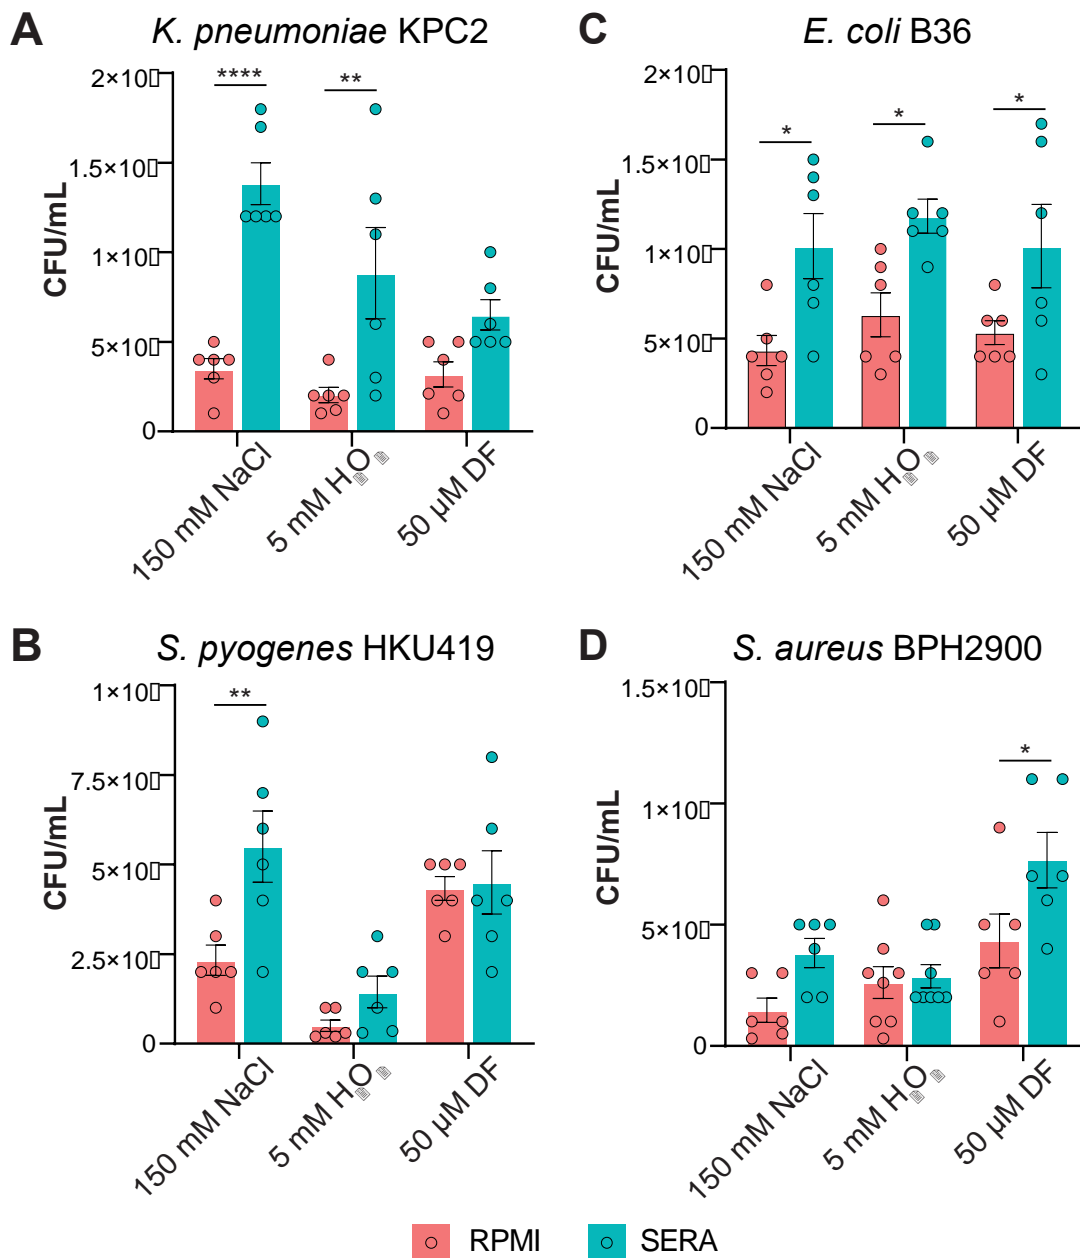 A
K. pneumoniae KPC2
CFU/mL
2×10
1.5×10
1×10
5×10
0
****
**
150 mM NaCl
5 mM H O
50 µM DF
C
E. coli B36
CFU/mL
2×10
1.5×10
1×10
5×10
0
*
*
*
150 mM NaCl
5 mM H O
50 µM DF
B
S. pyogenes HKU419
CFU/mL
1×10
7.5×10
5×10
2.5×10
0
**
150 mM NaCl
5 mM H O
50 µM DF
D
S. aureus BPH2900
CFU/mL
1.5×10
1×10
5×10
0
*
150 mM NaCl
5 mM H O
50 µM DF
RPMI
SERA